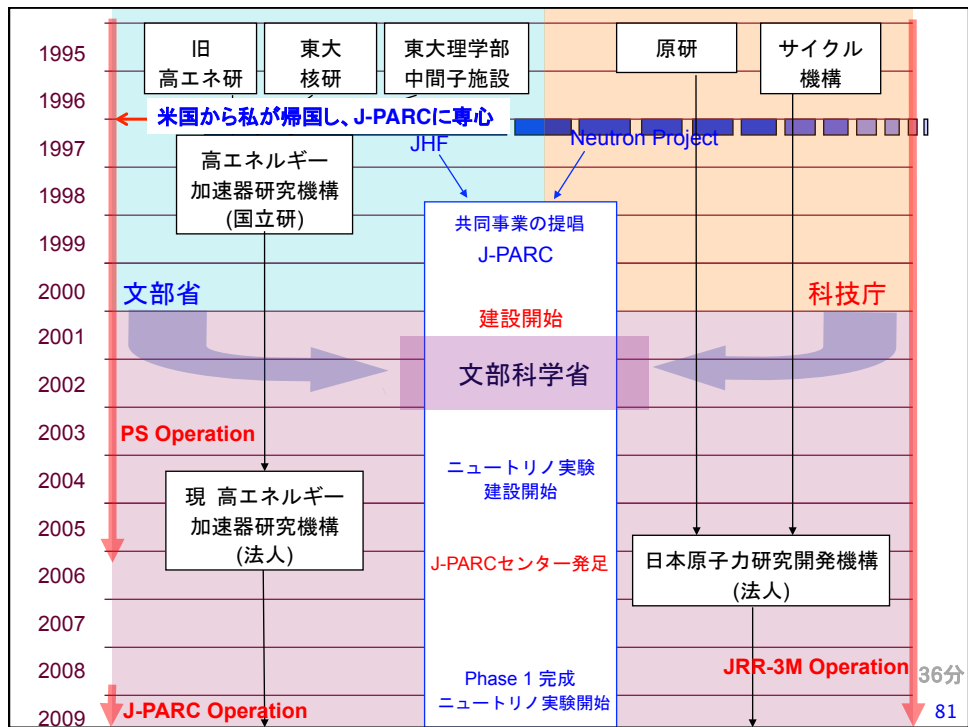 1995
1996
1997
1998
1999
2000
2001
2002
2003
2004
2005
2006
2007
2008
2009
旧
高エネ研
東大
核研
東大理学部
中間子施設
原研
サイクル
機構
米国から私が帰国し、J-PARCに専心
JHF
Neutron Project
高エネルギー
加速器研究機構
(国立研)
共同事業の提唱
J-PARC
文部省
科技庁
建設開始
文部科学省
PS Operation
ニュートリノ実験
建設開始
現 高エネルギー
加速器研究機構
(法人)
J-PARCセンター発足
日本原子力研究開発機構
(法人)
JRR-3M Operation
36分
Phase 1 完成
ニュートリノ実験開始
J-PARC Operation
81